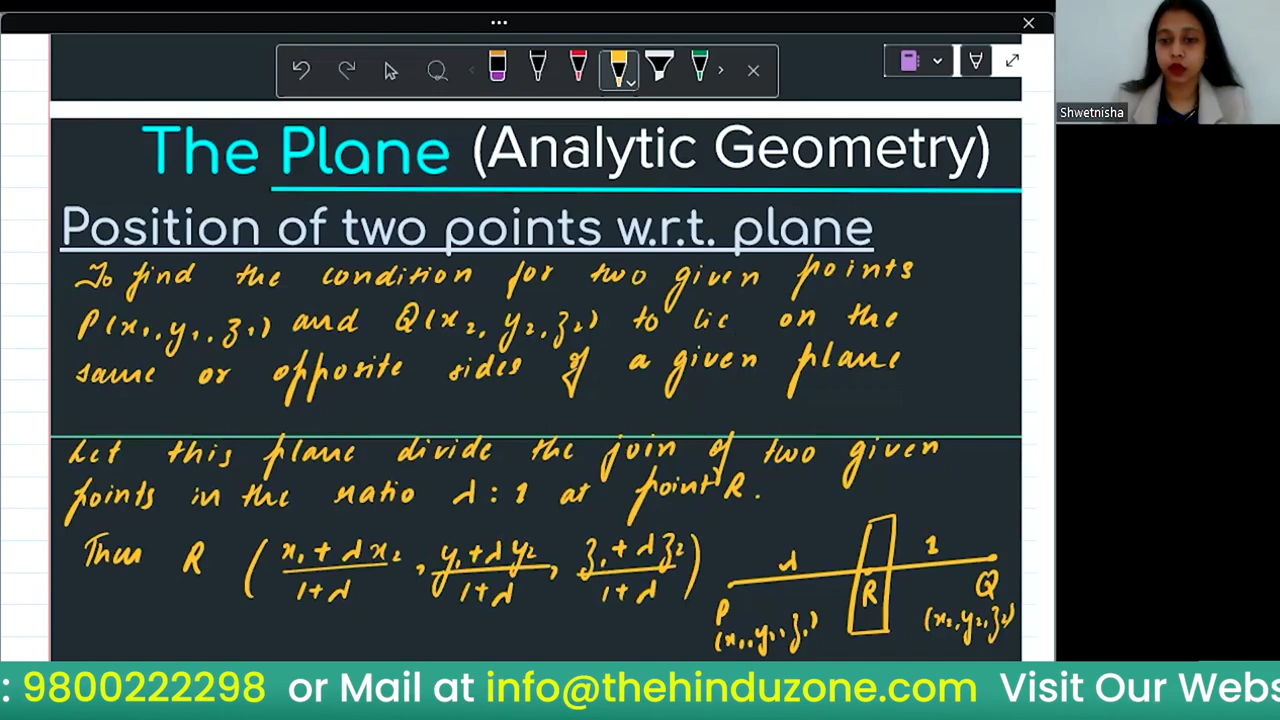 Shwetnisha
The Plane (Analytic Geometry)
Position of two points w.r.t. plane
To find the condition for two given points
P(x₁, y₁, z₁) and Q(x₂, y₂, z₂) to lie on the
same or opposite sides of a given plane
Let this plane divide the join of two given
points in the ratio λ : 1 at point R.
Then R ( x₁ + λx₂ / 1+λ , y₁ + λy₂ / 1+λ , z₁ + λz₂ / 1+λ )
λ 1
P R Q
(x₁, y₁, z₁) (x₂, y₂, z₂)
: 9800222298 or Mail at info@thehinduzone.com Visit Our Webs